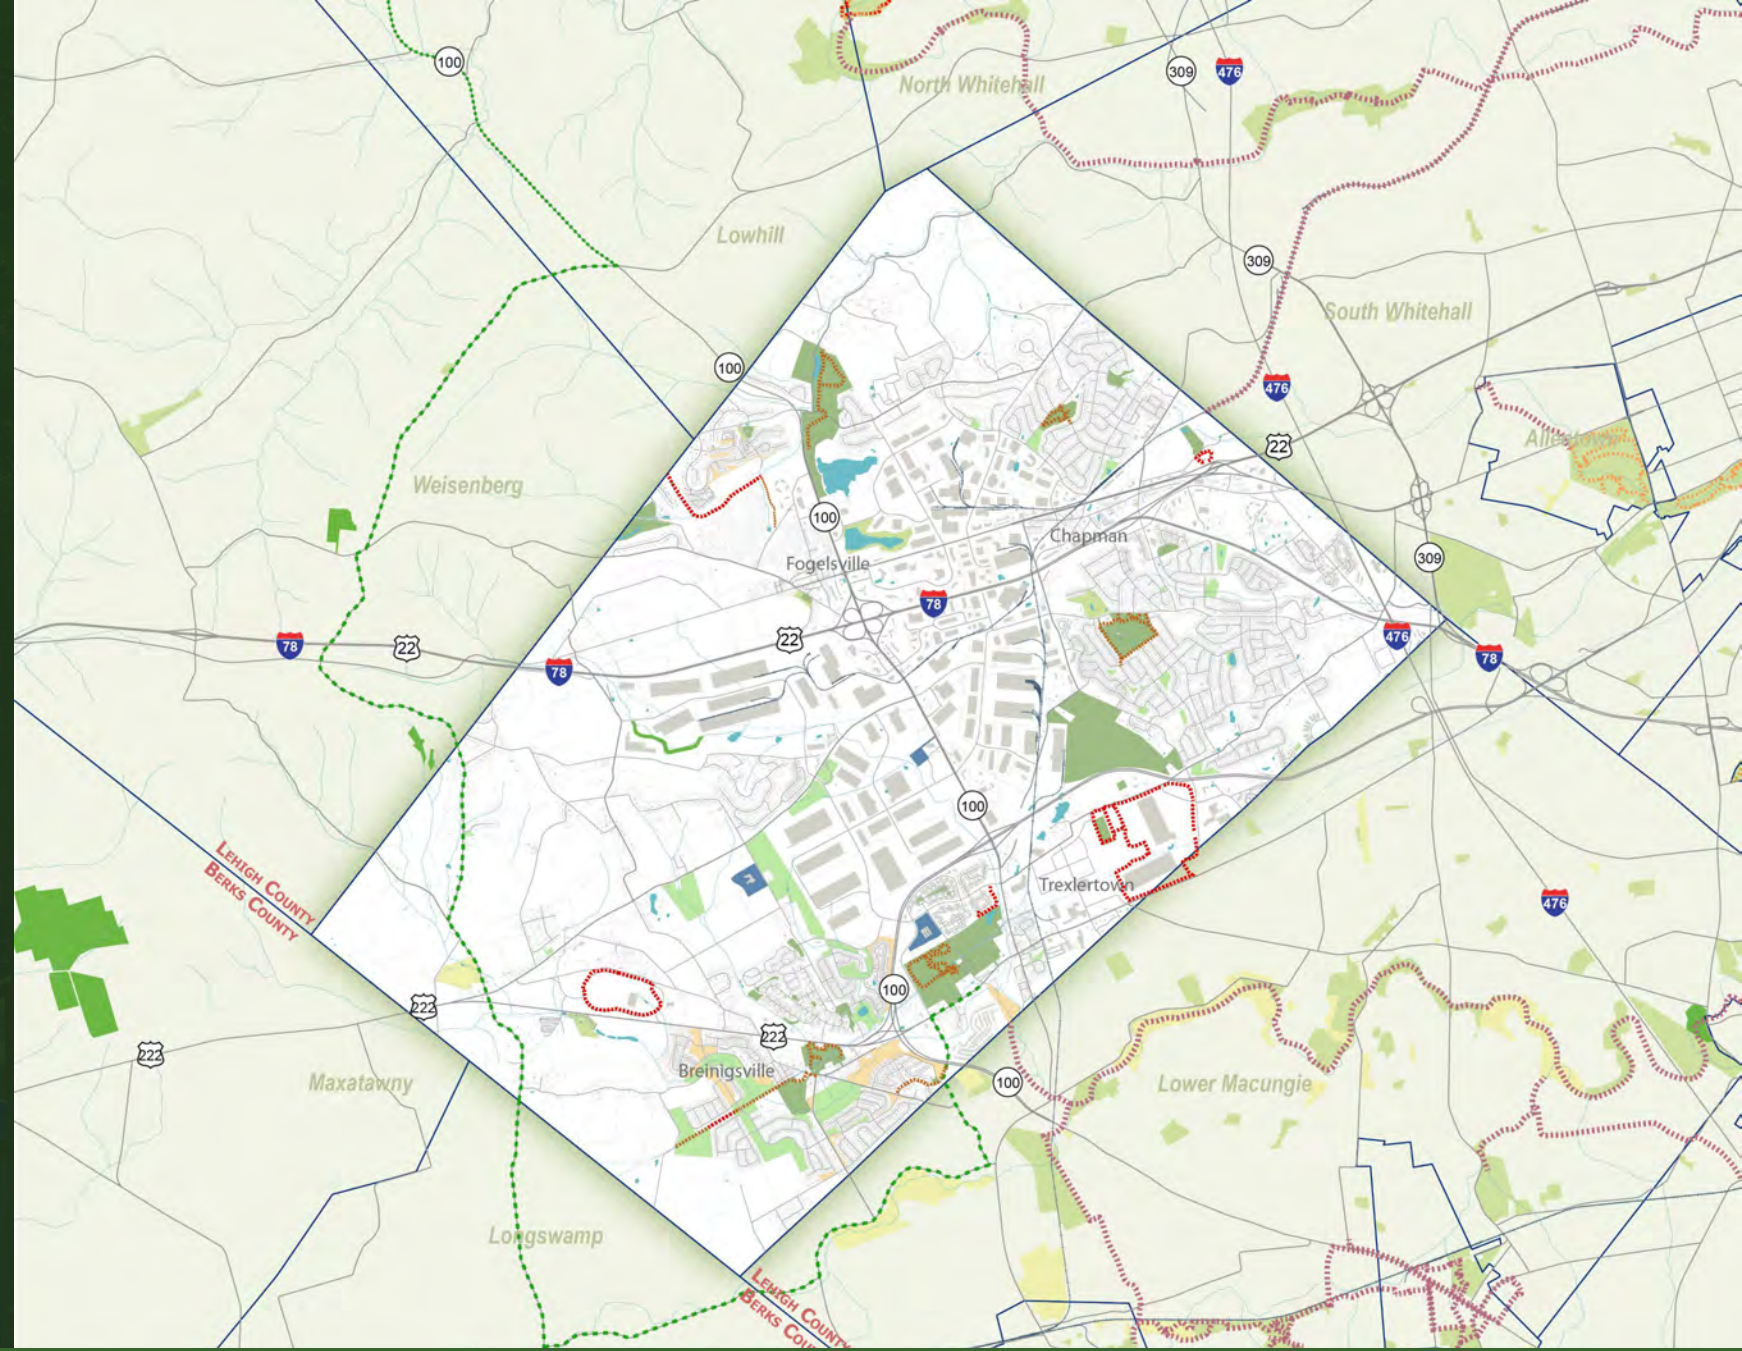 100
North Whitehall
309
476
Lowhill
309
South Whitehall
100
476
22
Allentown
Weisenberg
100
Chapman
Fogelsville
309
78
22
78
22
476
78
78
100
LEHIGH COUNTY
BERKS COUNTY
Trexlertown
476
100
222
222
222
Breinigsville
100
Maxatawny
Lower Macungie
Longswamp
LEHIGH COUNTY
BERKS COU